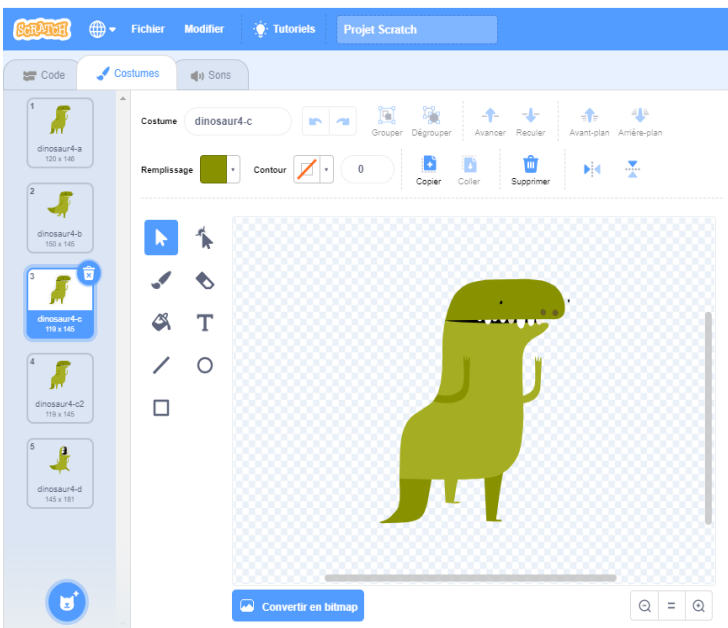 SCRATCH Fichier Modifier Tutoriels Projet Scratch
Code Costumes Sons
1
dinosaur4-a
120 x 146
2
dinosaur4-b
150 x 145
3
dinosaur4-c
119 x 145
4
dinosaur4-c2
119 x 145
5
dinosaur4-d
145 x 181
Costume dinosaur4-c
Grouper Dégrouper Avancer Reculer Avant-plan Arrière-plan
Remplissage Contour 0
Copier Coller Supprimer
T
Convertir en bitmap